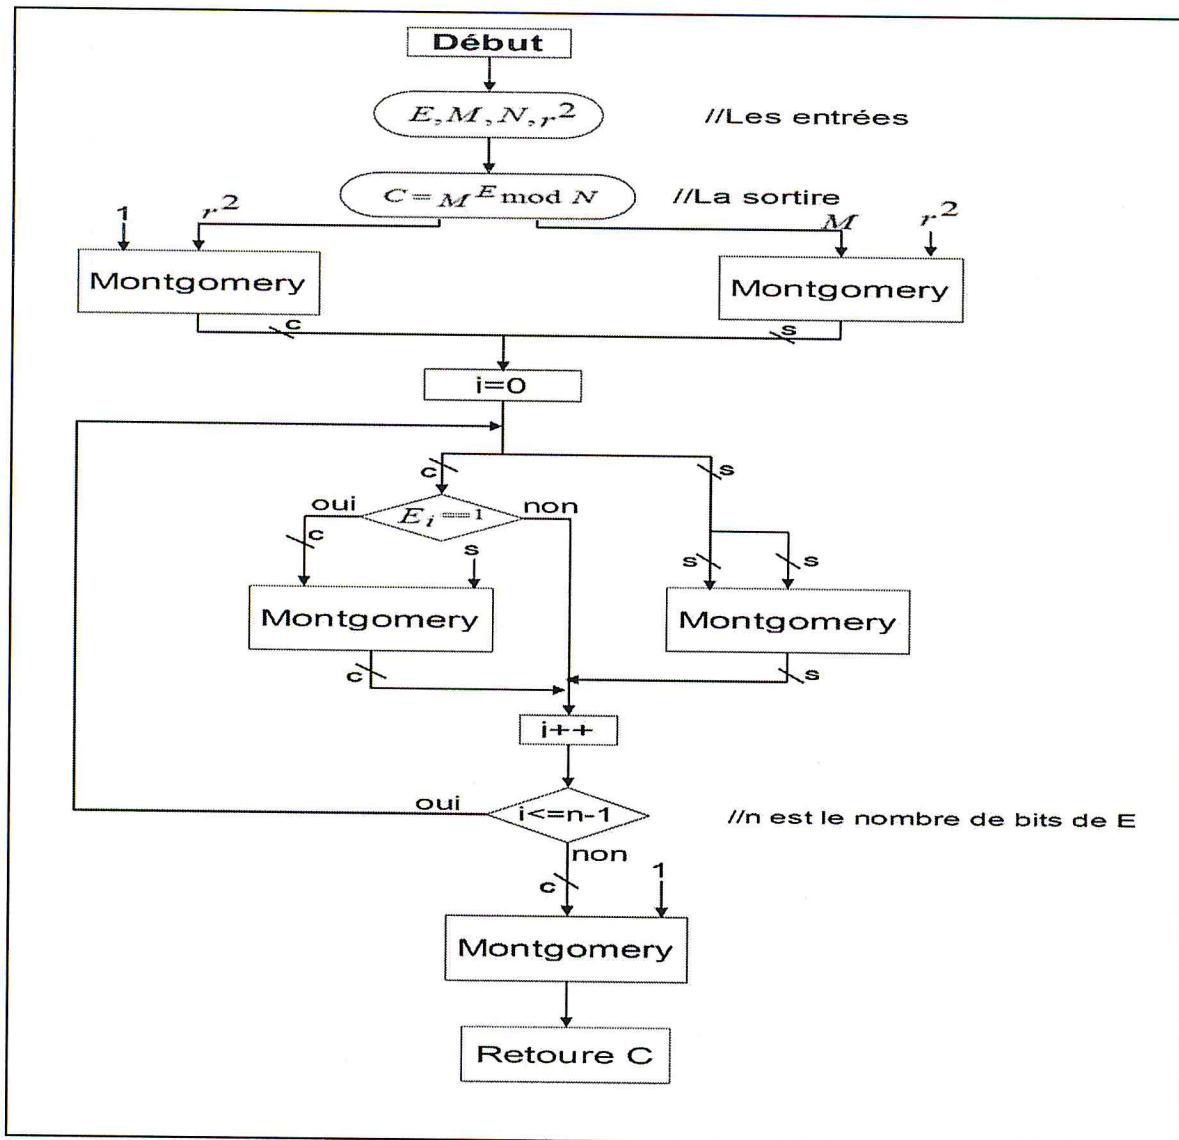 Début
E, M, N, r²
//Les entrées
C = M^E mod N
//La sortire
1
r²
M
r²
Montgomery
Montgomery
c
s
i=0
c
s
oui
E_i ==1
non
c
s
s
s
Montgomery
Montgomery
c
s
i++
oui
i<=n-1
//n est le nombre de bits de E
non
c
1
Montgomery
Retoure C